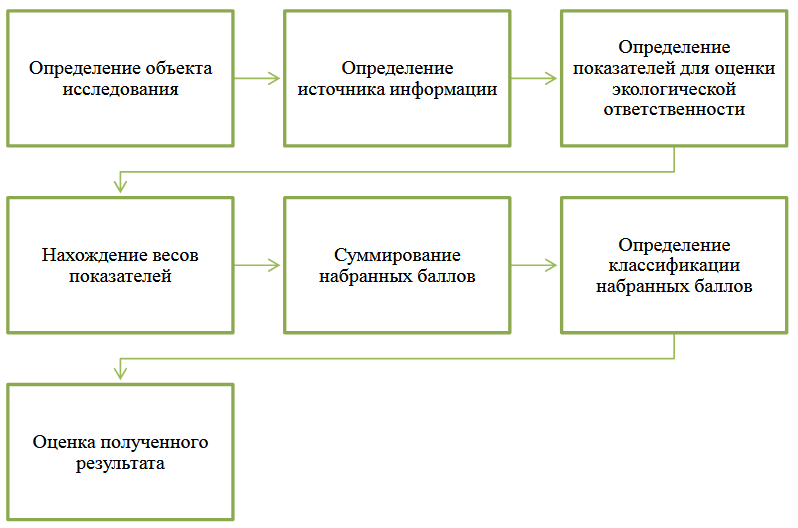 Определение объекта
исследования
Определение
источника информации
Определение
показателей для оценки
экологической
ответственности
Нахождение весов
показателей
Суммирование
набранных баллов
Определение
классификации
набранных баллов
Оценка полученного
результата